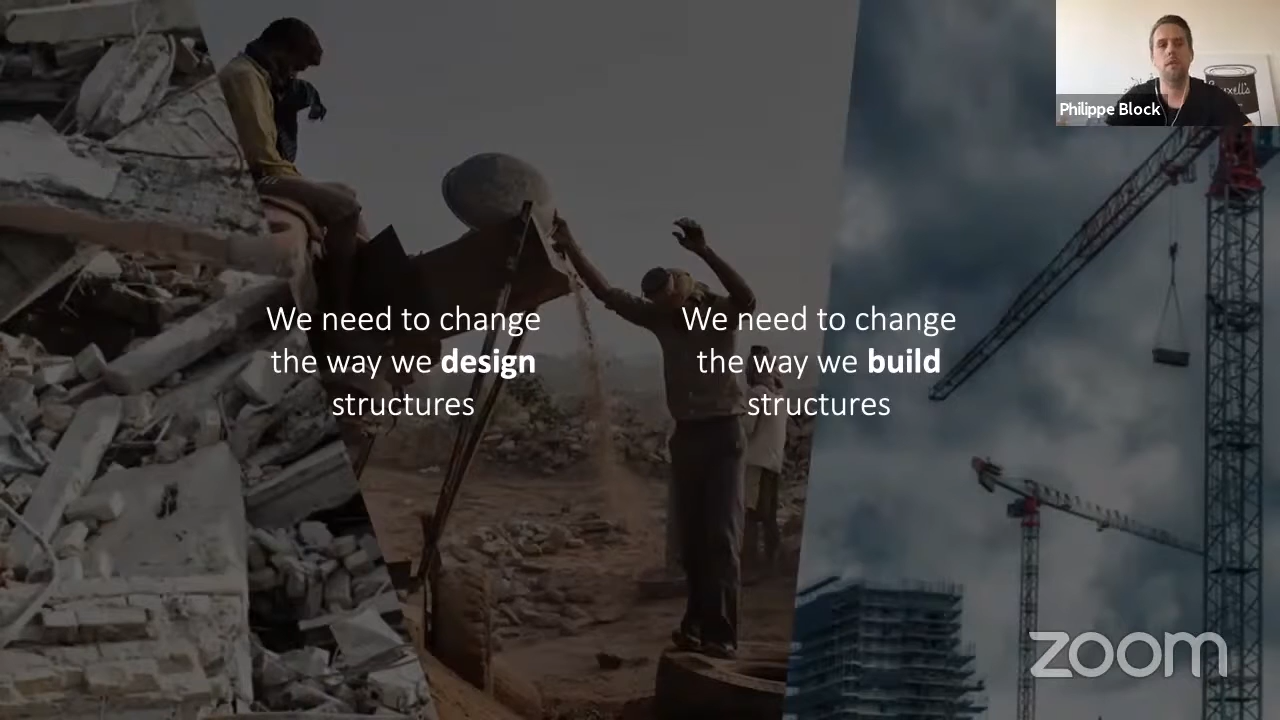 Philippe Block
We need to change
the way we design
structures
We need to change
the way we build
structures
zoom